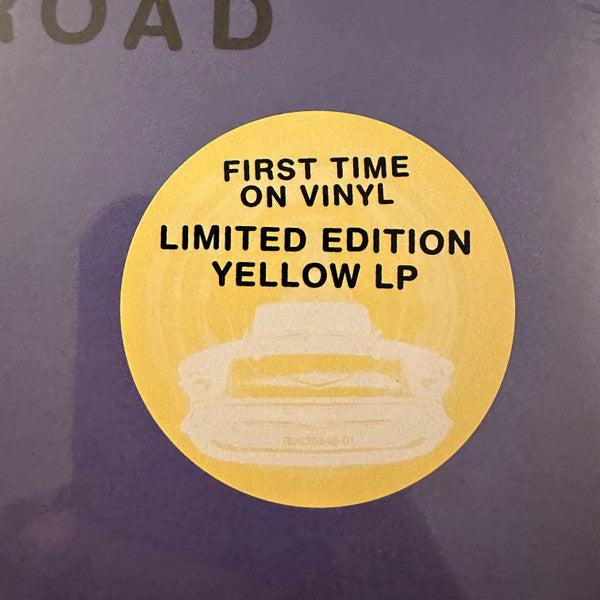 ROAD
FIRST TIME
ON VINYL
LIMITED EDITION
YELLOW LP